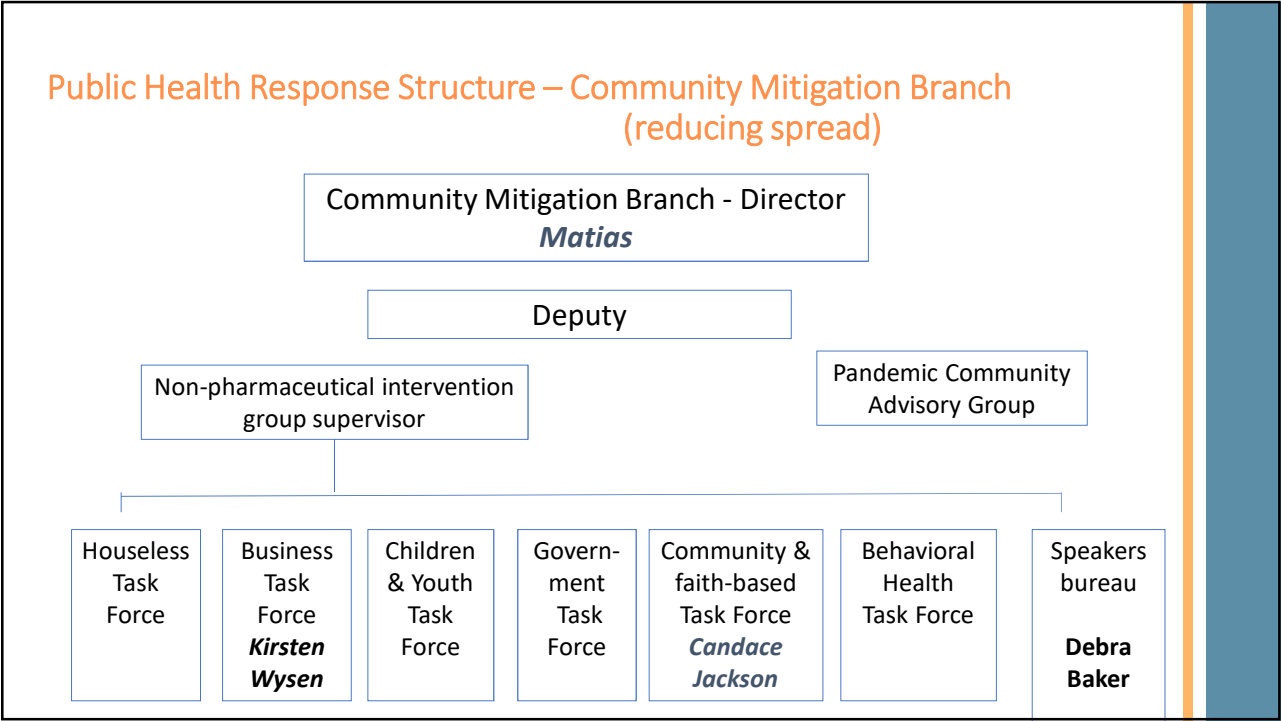 Public Health Response Structure – Community Mitigation Branch
(reducing spread)
Community Mitigation Branch - Director
Matias
Deputy
Non-pharmaceutical intervention
group supervisor
Pandemic Community
Advisory Group
Houseless
Task
Force
Business
Task
Force
Kirsten
Wysen
Children
& Youth
Task
Force
Govern-
ment
Task
Force
Community &
faith-based
Task Force
Candace
Jackson
Behavioral
Health
Task Force
Speakers
bureau
Debra
Baker